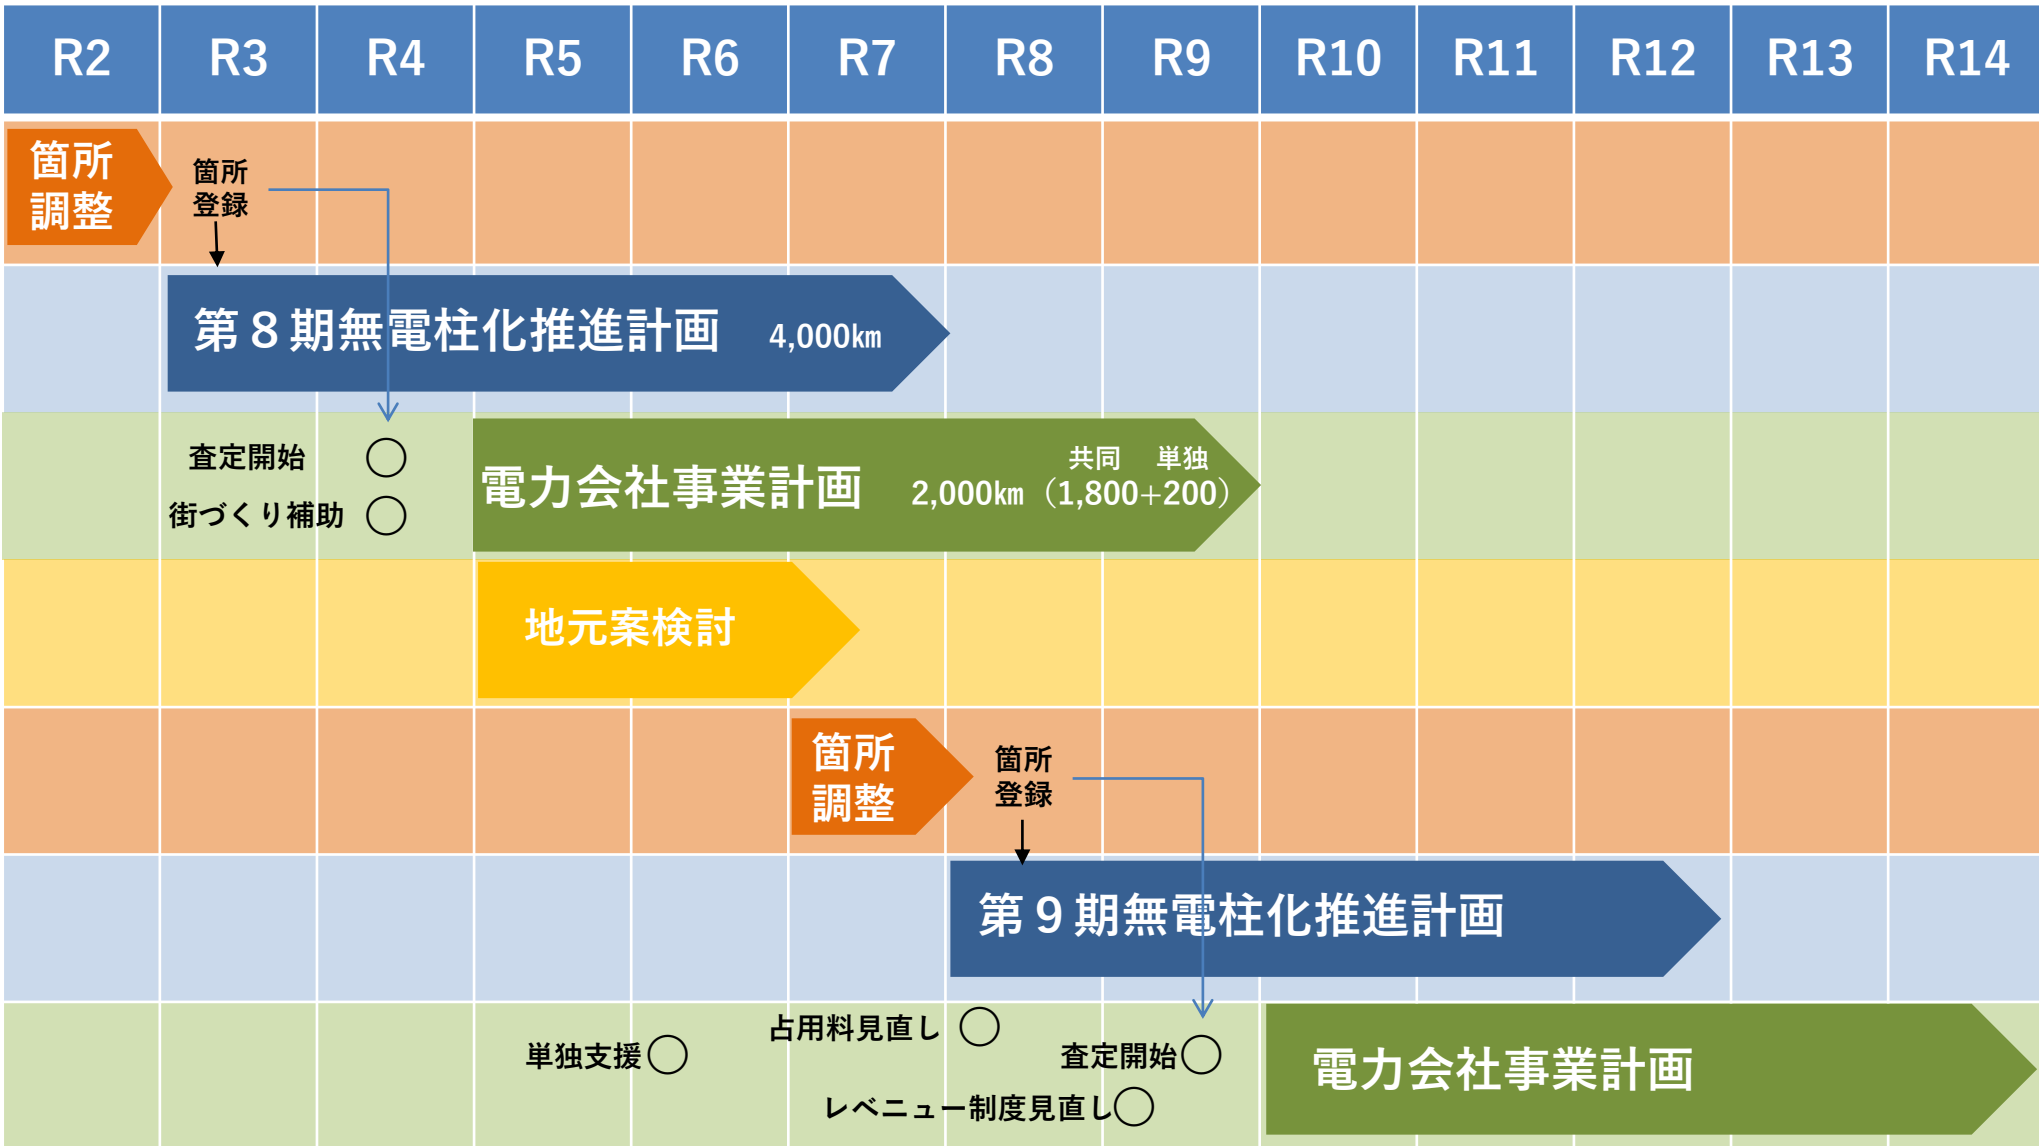 R2 R3 R4 R5 R6 R7 R8 R9 R10 R11 R12 R13 R14
箇所
調整
箇所
登録
第８期無電柱化推進計画 4,000㎞
査定開始 ○
街づくり補助 ○
共同 単独
電力会社事業計画 2,000㎞（1,800+200）
地元案検討
箇所
調整
箇所
登録
第９期無電柱化推進計画
占用料見直し ○
単独支援○
査定開始○
レベニュー制度見直し○
電力会社事業計画